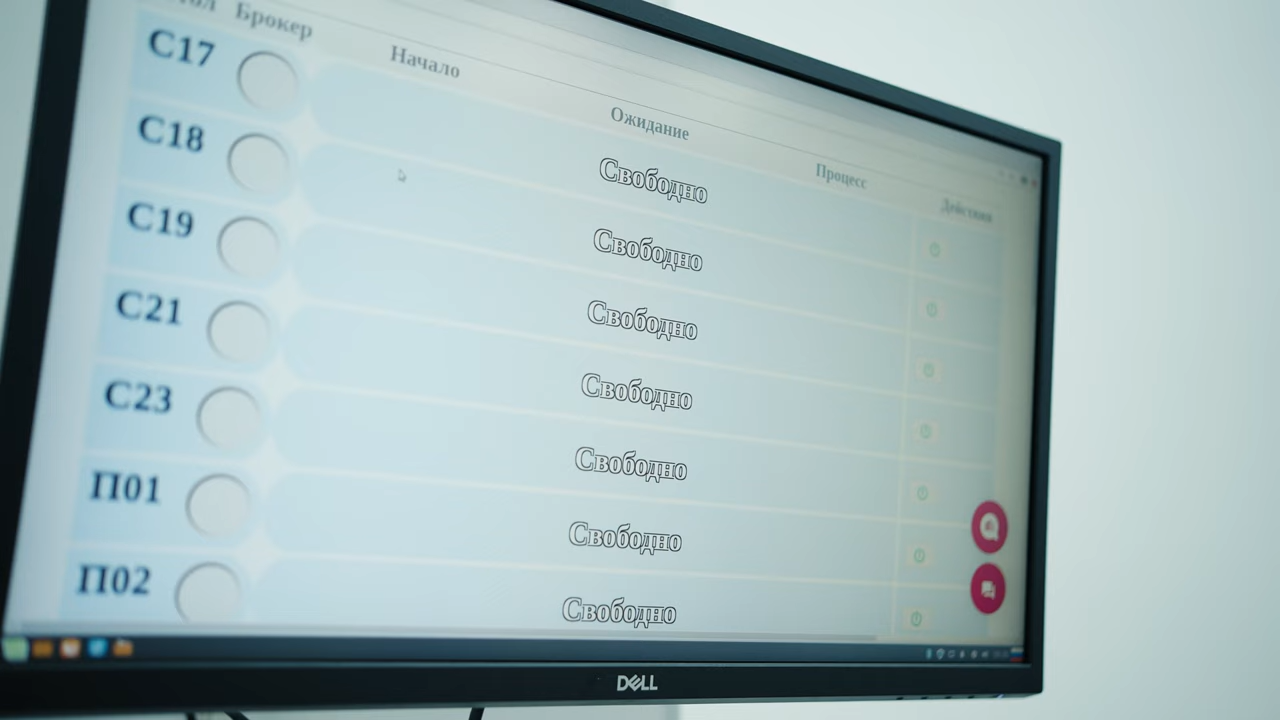 Брокер Начало Ожидание Процесс Действия
С17 Свободно
С18 Свободно
С19 Свободно
С21 Свободно
С23 Свободно
П01 Свободно
П02 Свободно
DELL